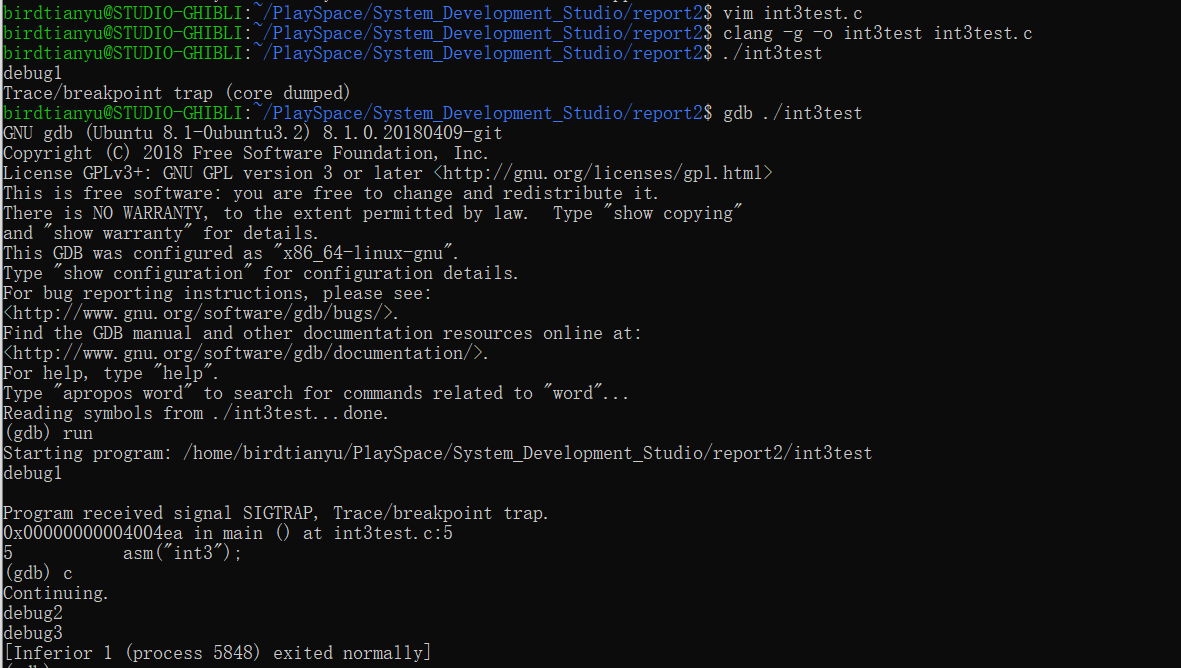 birdtianyu@STUDIO-GHIBLI:~/PlaySpace/System_Development_Studio/report2$ vim int3test.c
birdtianyu@STUDIO-GHIBLI:~/PlaySpace/System_Development_Studio/report2$ clang -g -o int3test int3test.c
birdtianyu@STUDIO-GHIBLI:~/PlaySpace/System_Development_Studio/report2$ ./int3test
debug1
Trace/breakpoint trap (core dumped)
birdtianyu@STUDIO-GHIBLI:~/PlaySpace/System_Development_Studio/report2$ gdb ./int3test
GNU gdb (Ubuntu 8.1-0ubuntu3.2) 8.1.0.20180409-git
Copyright (C) 2018 Free Software Foundation, Inc.
License GPLv3+: GNU GPL version 3 or later <http://gnu.org/licenses/gpl.html>
This is free software: you are free to change and redistribute it.
There is NO WARRANTY, to the extent permitted by law.  Type "show copying"
and "show warranty" for details.
This GDB was configured as "x86_64-linux-gnu".
Type "show configuration" for configuration details.
For bug reporting instructions, please see:
<http://www.gnu.org/software/gdb/bugs/>.
Find the GDB manual and other documentation resources online at:
<http://www.gnu.org/software/gdb/documentation/>.
For help, type "help".
Type "apropos word" to search for commands related to "word"...
Reading symbols from ./int3test...done.
(gdb) run
Starting program: /home/birdtianyu/PlaySpace/System_Development_Studio/report2/int3test
debug1
Program received signal SIGTRAP, Trace/breakpoint trap.
0x00000000004004ea in main () at int3test.c:5
5           asm("int3");
(gdb) c
Continuing.
debug2
debug3
[Inferior 1 (process 5848) exited normally]